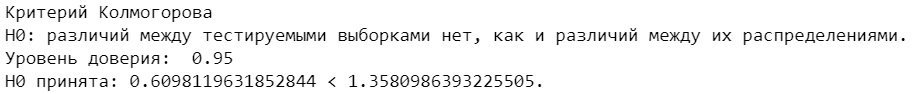 Критерий Колмогорова
H0: различий между тестируемыми выборками нет, как и различий между их распределениями.
Уровень доверия:  0.95
H0 принята: 0.6098119631852844 < 1.3580986393225505.